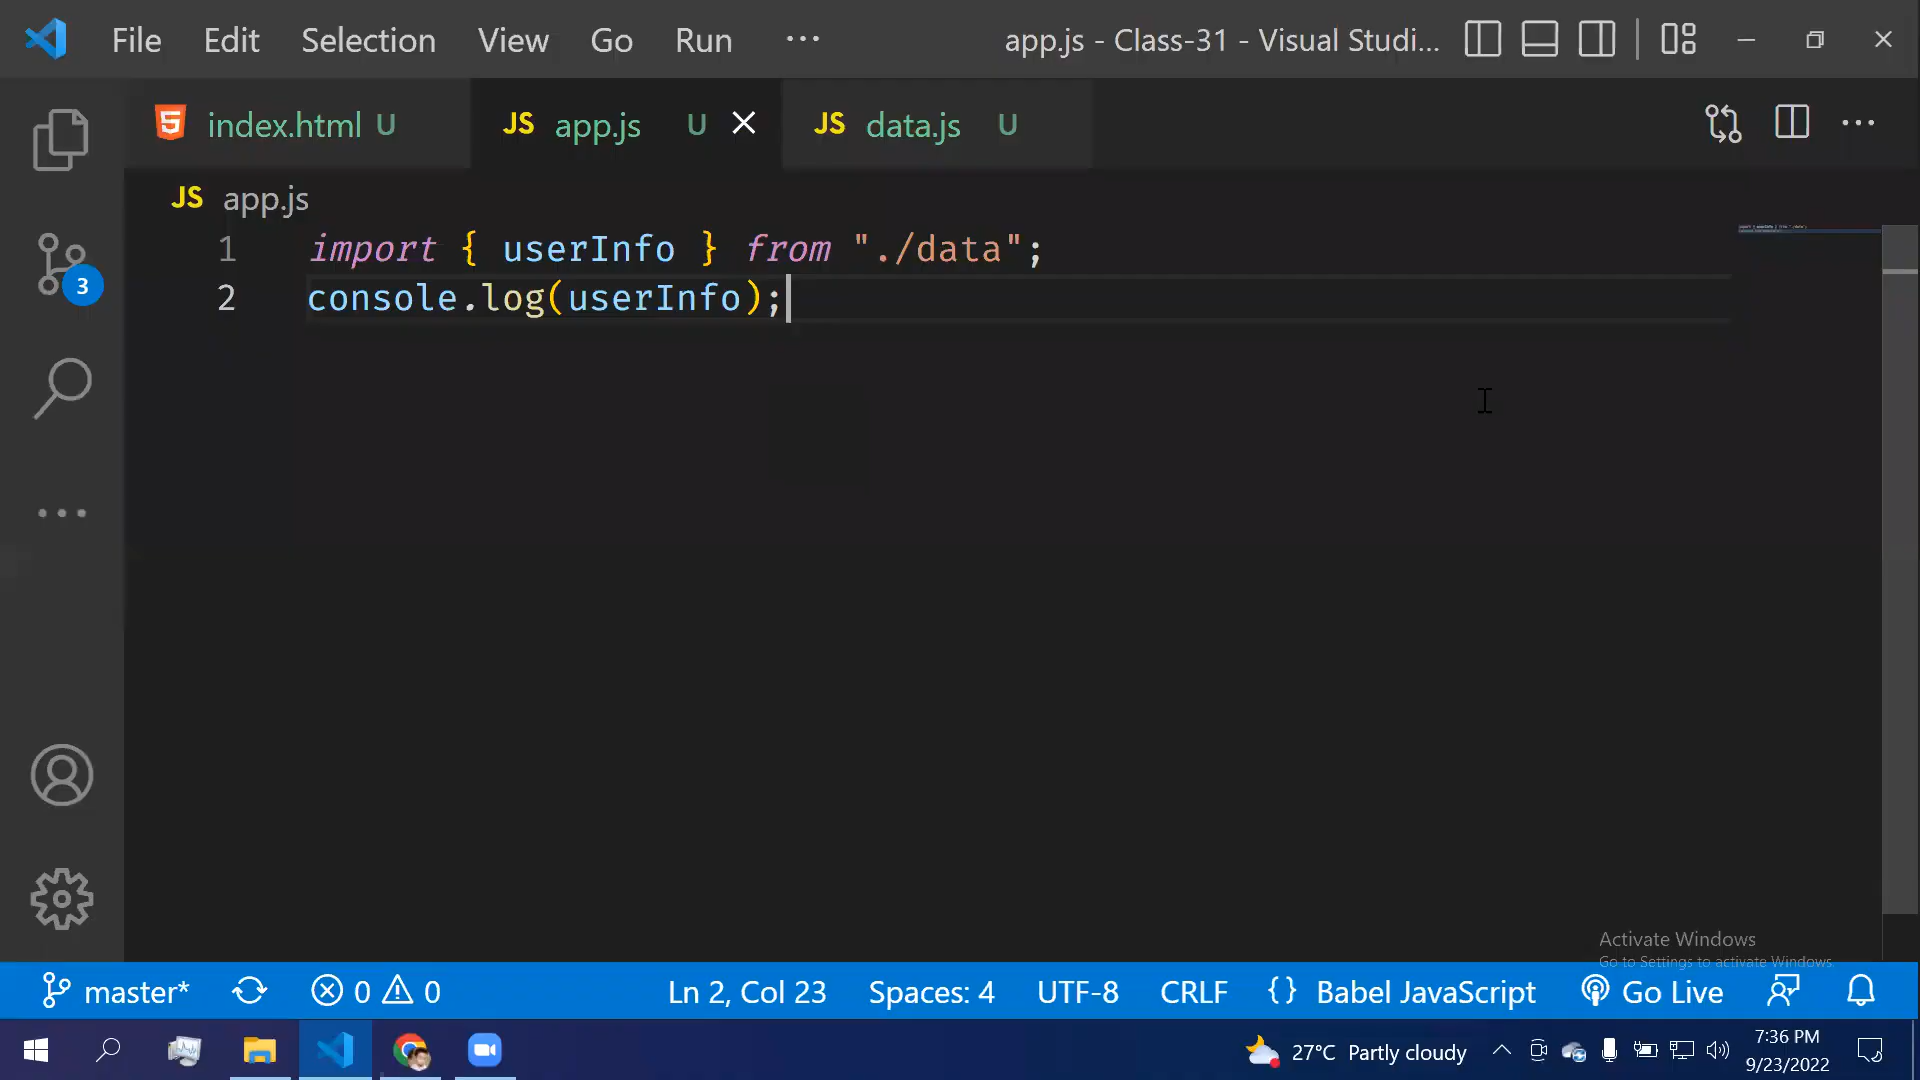 File Edit Selection View Go Run ··· app.js - Class-31 - Visual Studi...
index.html U JS app.js U JS data.js U
JS app.js
1 import { userInfo } from "./data";
2 console.log(userInfo);
3
Activate Windows
Go to Settings to activate Windows.
master* 0 0 Ln 2, Col 23 Spaces: 4 UTF-8 CRLF {} Babel JavaScript Go Live
27°C Partly cloudy 7:36 PM
9/23/2022